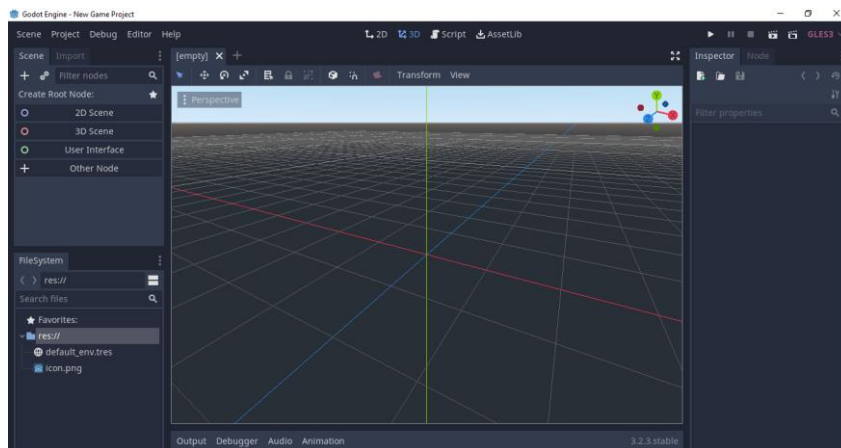 Godot Engine - New Game Project
Scene Project Debug Editor Help
2D 3D Script AssetLib
GLES3
Scene Import
Filter nodes
Create Root Node:
2D Scene
3D Scene
User Interface
Other Node
FileSystem
res://
Search files
Favorites:
res://
default_env.tres
icon.png
[empty]
Transform View
Perspective
Y
X
Z
Output Debugger Audio Animation
3.2.3.stable
Inspector Node
Filter properties